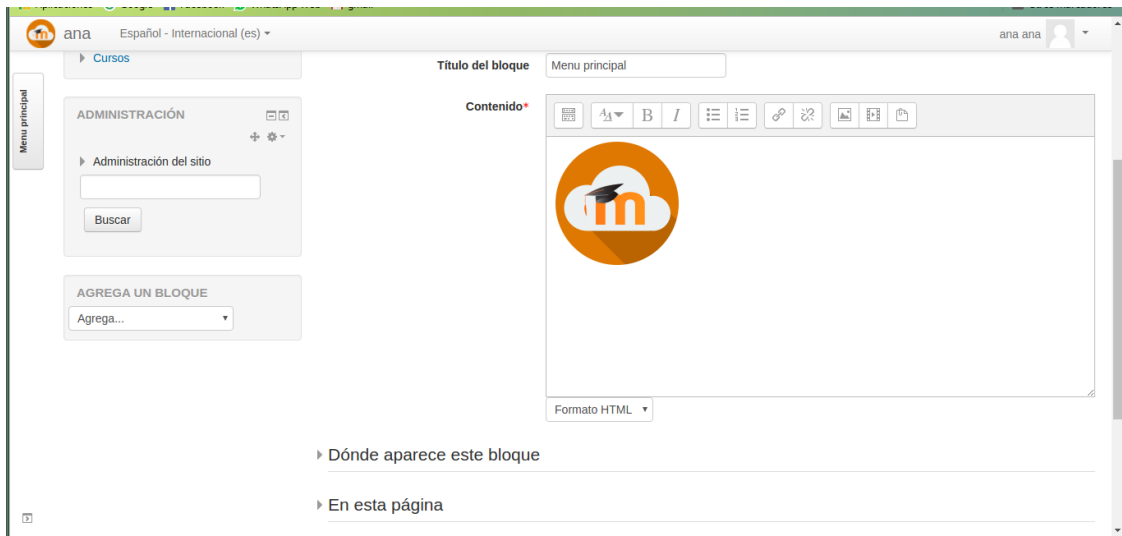 ana Español - Internacional (es) ana ana
Cursos
Menu principal
Título del bloque Menu principal
ADMINISTRACIÓN
Contenido*
B I
Administración del sitio
Buscar
AGREGA UN BLOQUE
Agrega...
Formato HTML
Dónde aparece este bloque
En esta página